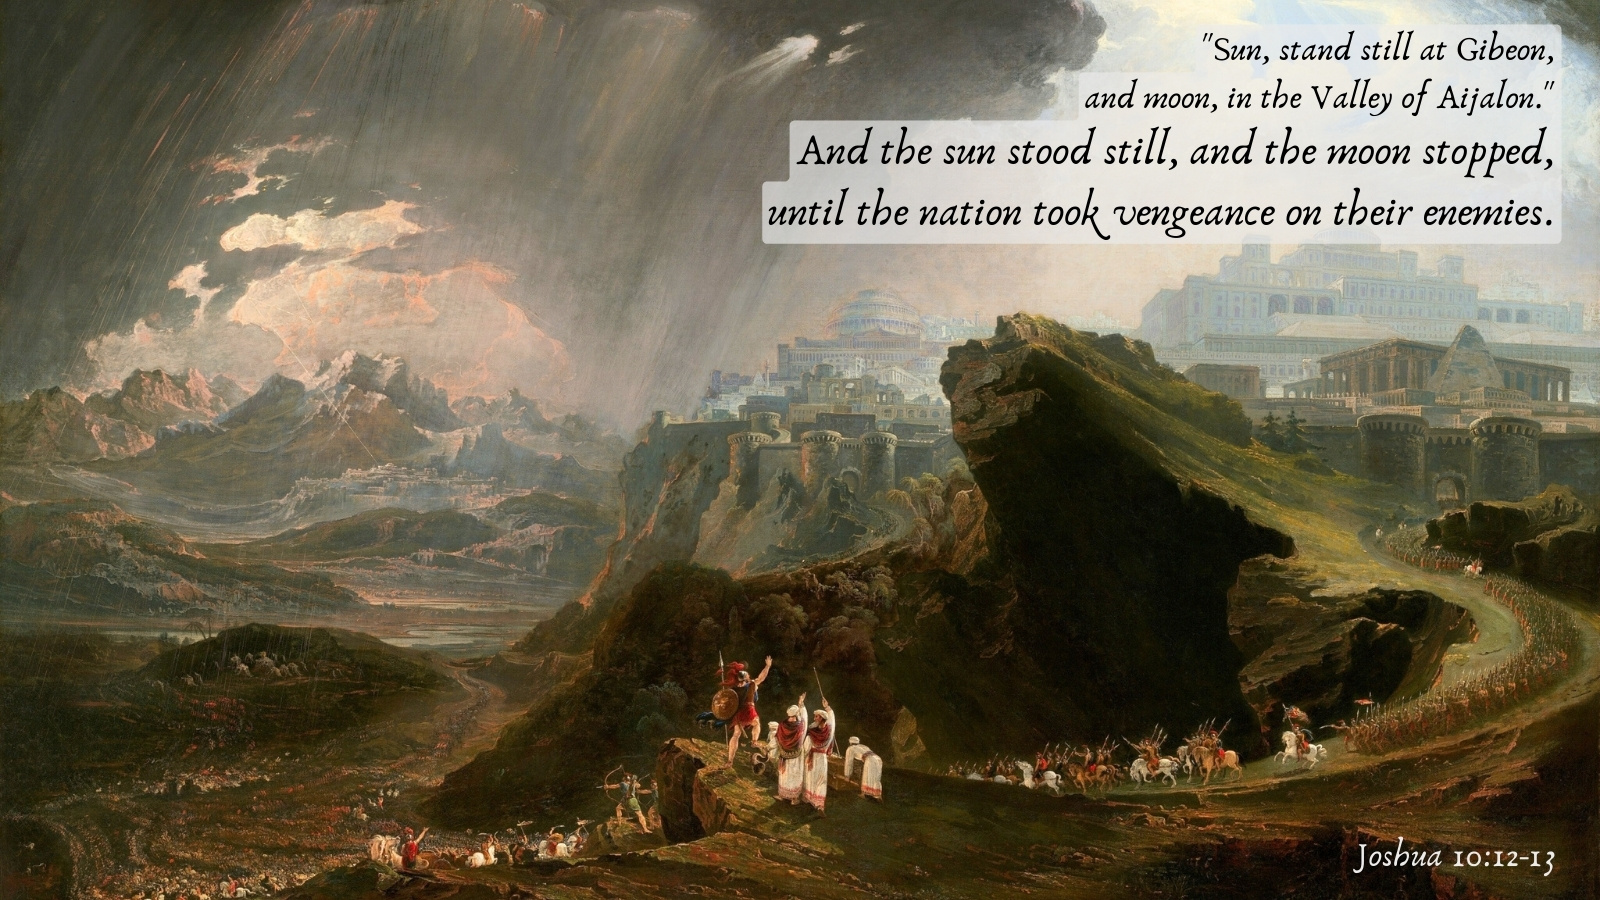 "Sun, stand still at Gibeon,
and moon, in the Valley of Aijalon."
And the sun stood still, and the moon stopped,
until the nation took vengeance on their enemies.
Joshua 10:12-13